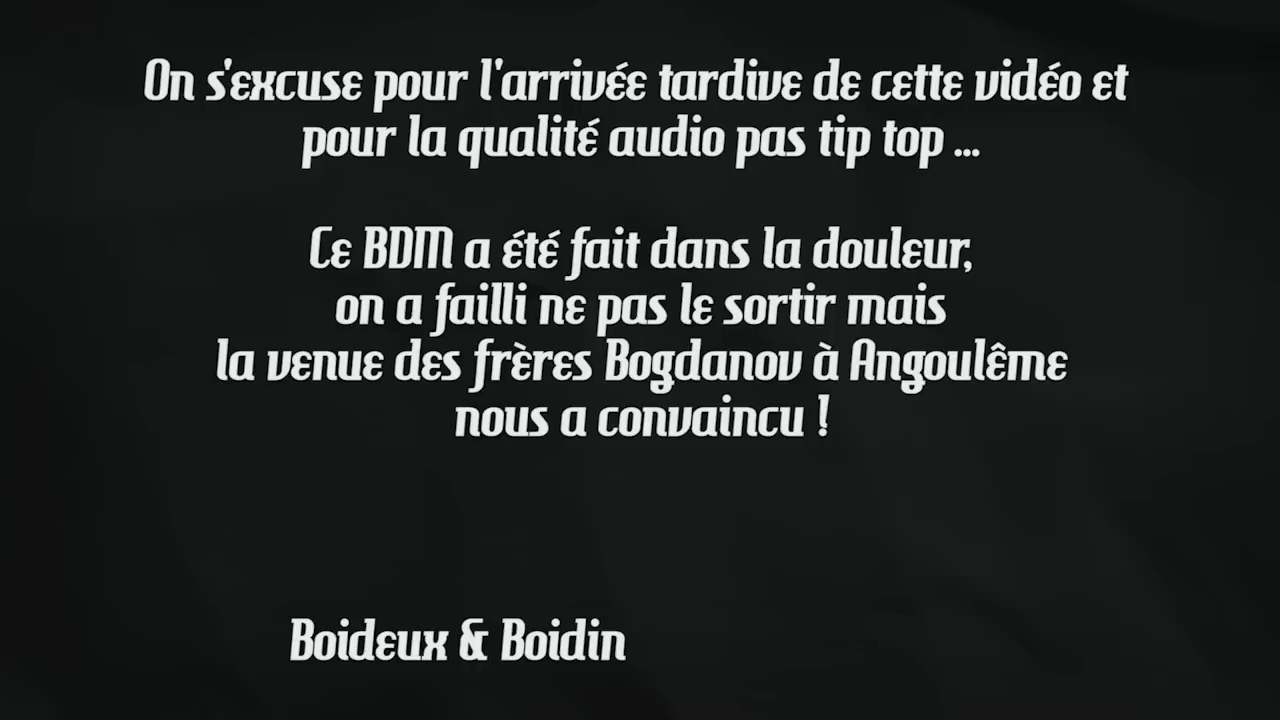 On s'excuse pour l'arrivée tardive de cette vidéo et
pour la qualité audio pas tip top ...
Ce BDM a été fait dans la douleur,
on a failli ne pas le sortir mais
la venue des frères Bogdanov à Angoulême
nous a convaincu !
Boideux & Boidin